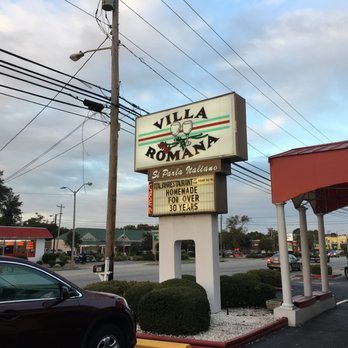 VILLA
ROMANA
Si Parla Italiano
ITALIAN RESTAURANT
HOMEMADE
FOR OVER
30 YEARS